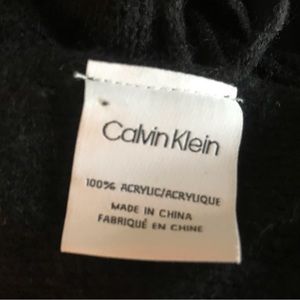 Calvin Klein
100% ACRYLIC/ACRYLIQUE
MADE IN CHINA
FABRIQUÉ EN CHINE